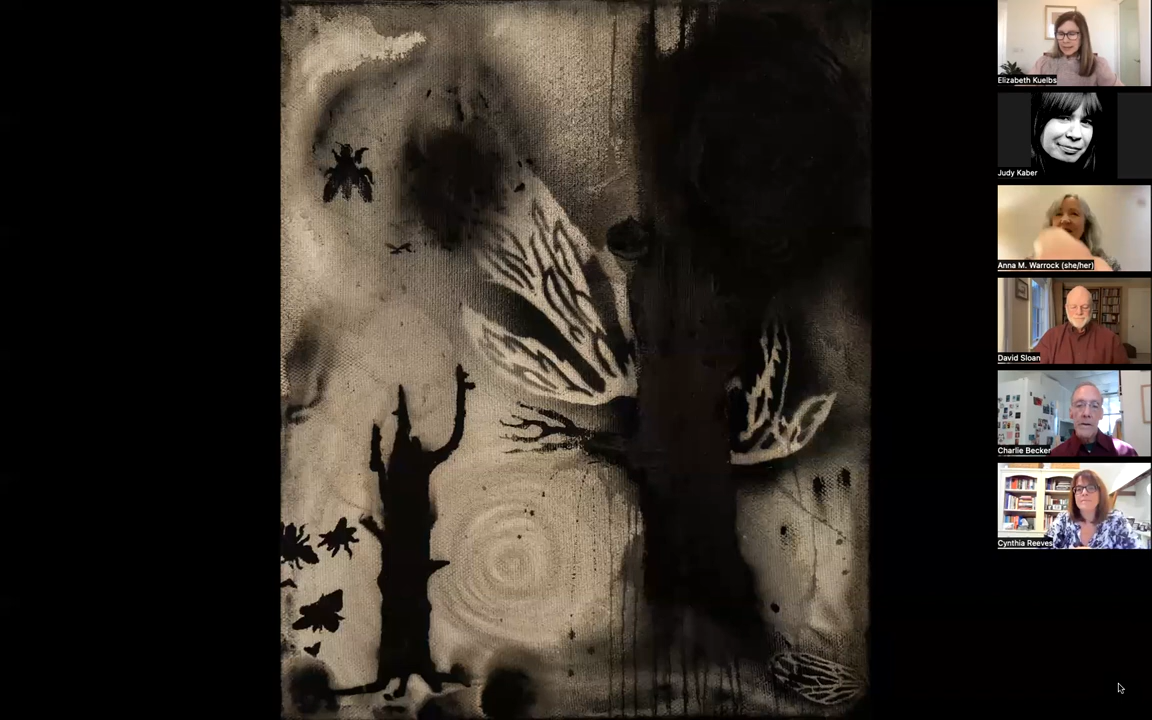 Elizabeth Kuelbs
Judy Kaber
Anna M. Warrock (she/her)
David Sloan
Charlie Becker
Cynthia Reeves